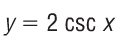 y = 2 csc x